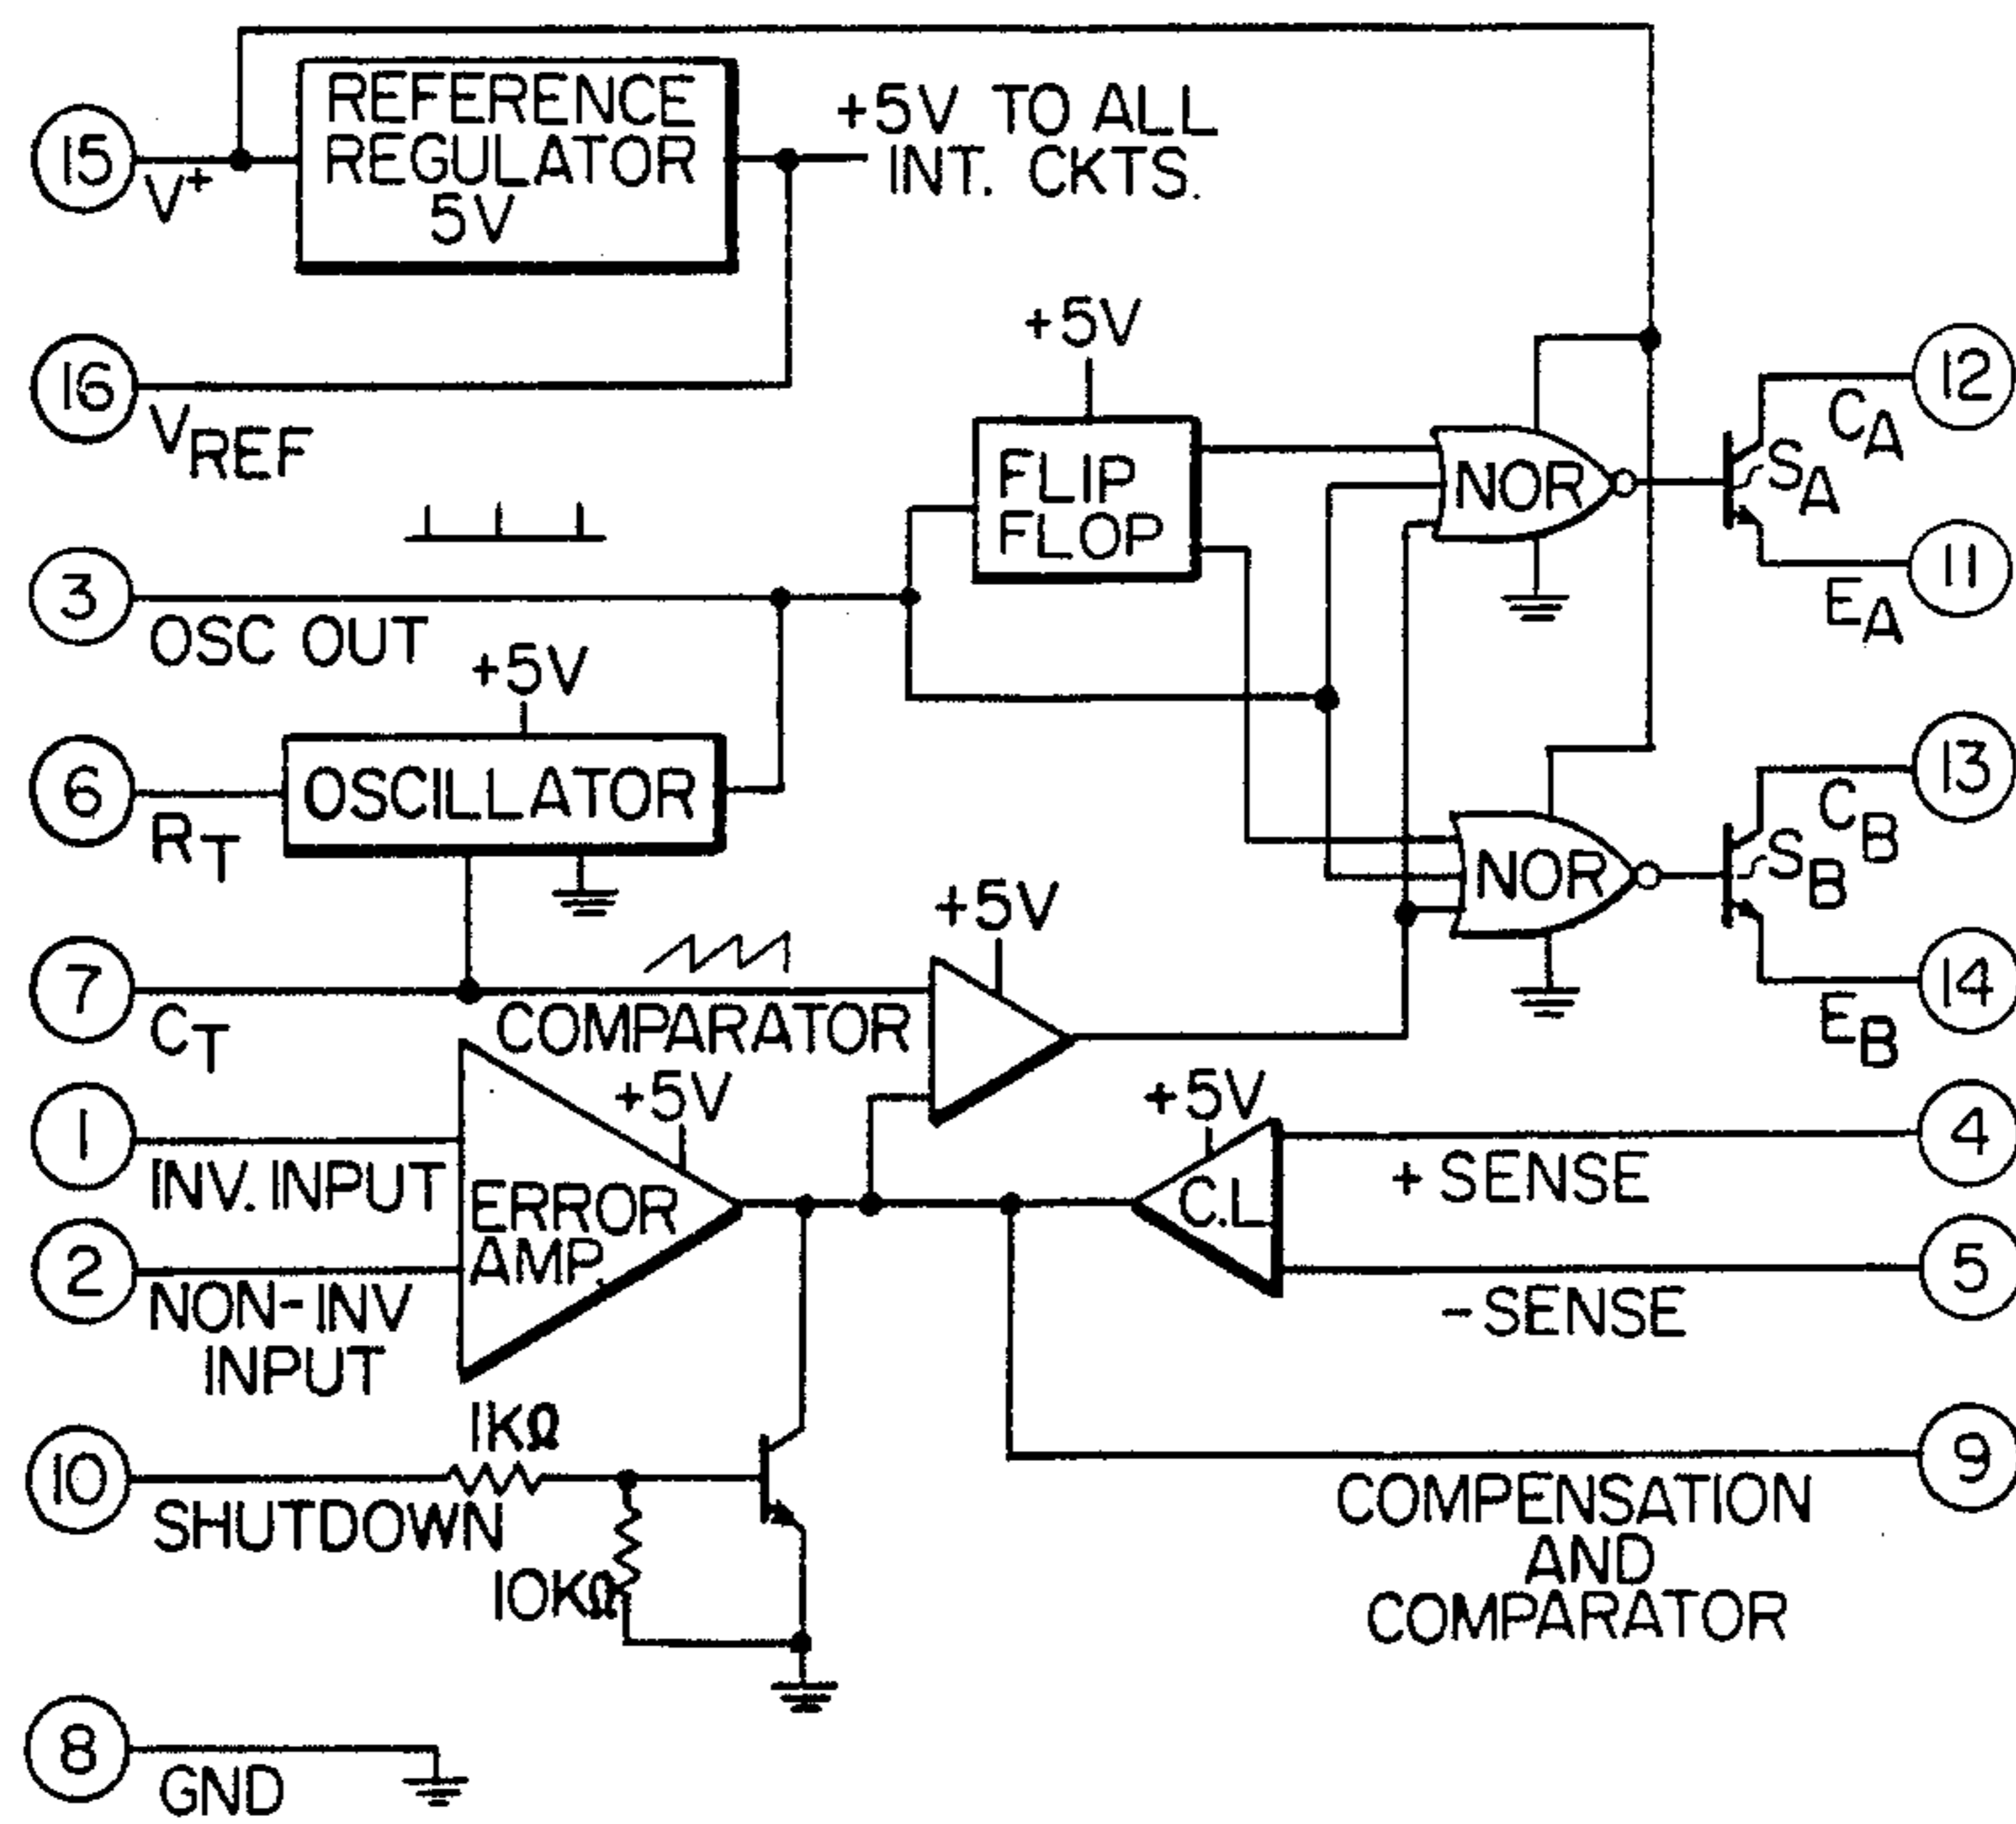 REFERENCE
REGULATOR
5V
+5V TO ALL
INT. CKTS.
15
V+
16
VREF
+5V
12
CA
FLIP
FLOP
NOR
SA
3
OSC OUT
11
EA
+5V
6
RT
OSCILLATOR
13
CB
NOR
SB
7
CT
COMPARATOR
+5V
14
EB
1
INV. INPUT
+5V
ERROR
AMP.
2
NON-INV
INPUT
+5V
C.L
4
+ SENSE
5
- SENSE
10
SHUTDOWN
1KΩ
10KΩ
9
COMPENSATION
AND
COMPARATOR
8
GND